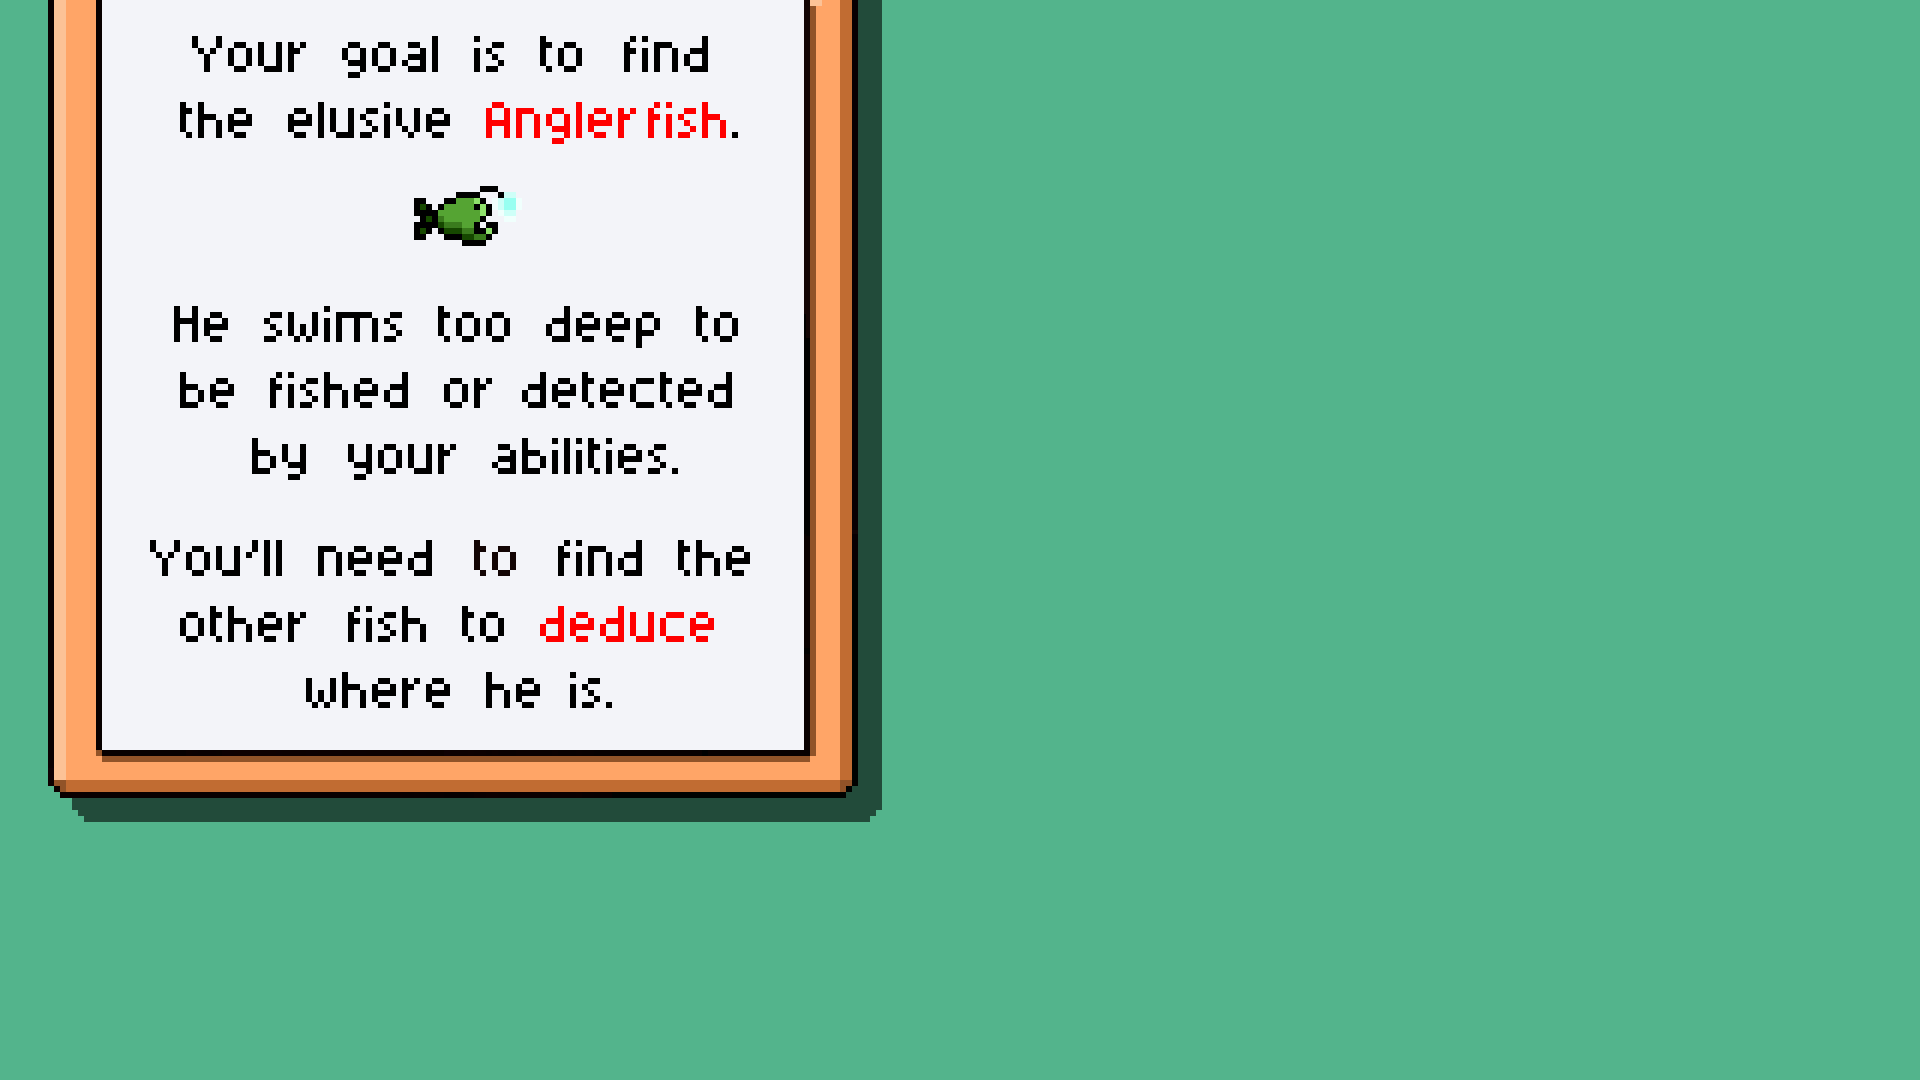 Your goal is to find
the elusive Anglerfish.
He swims too deep to
be fished or detected
by your abilities.
You'll need to find the
other fish to deduce
where he is.